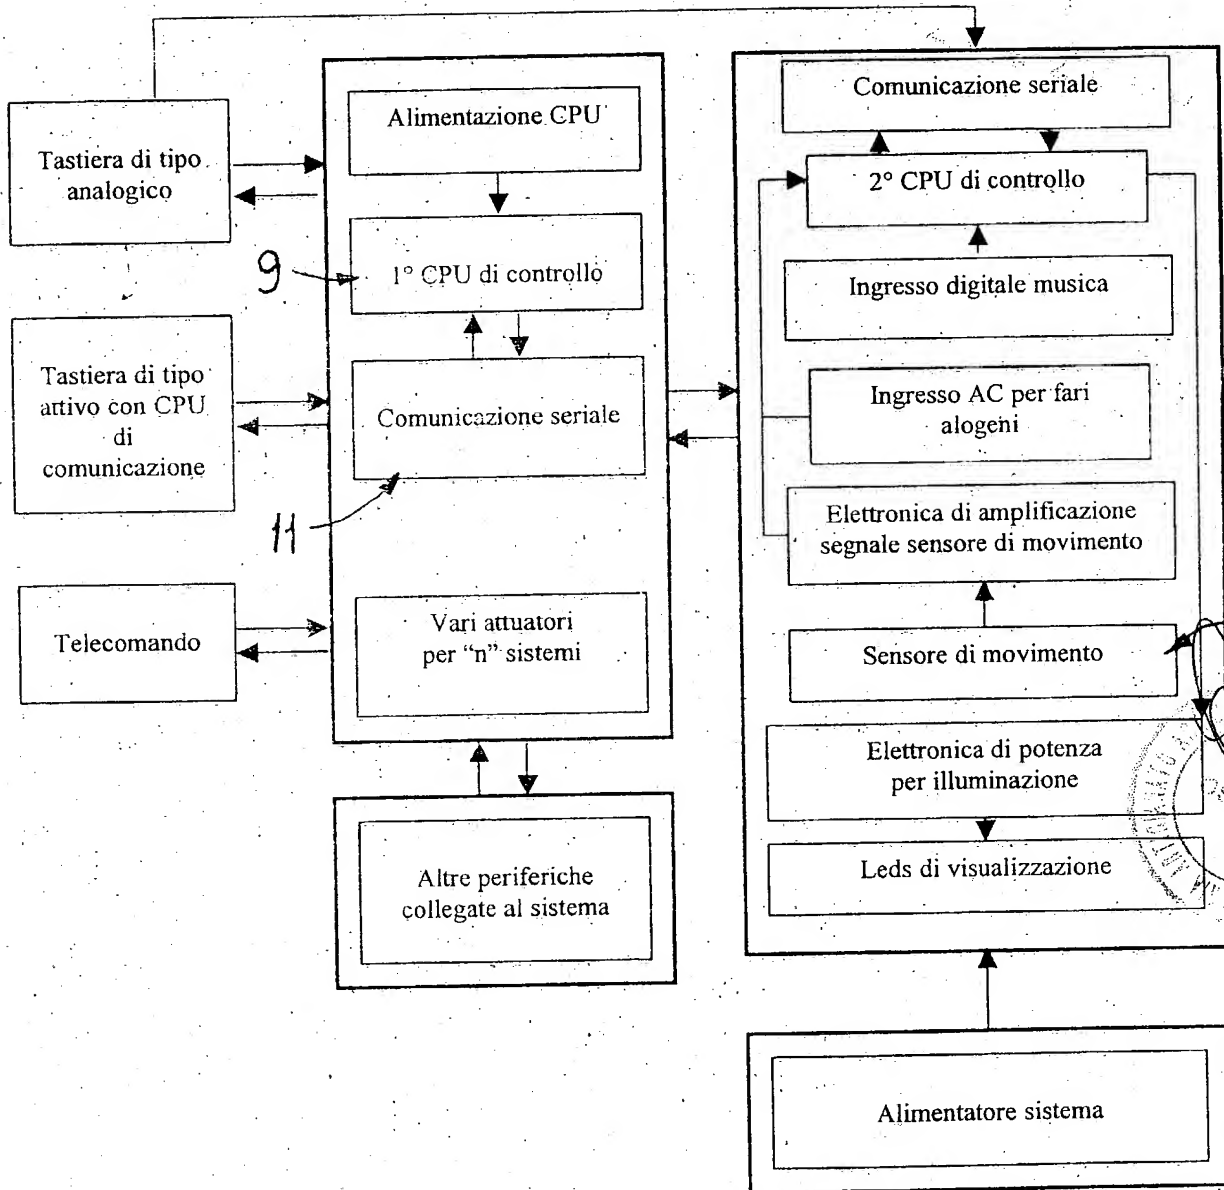 Tastiera di tipo
analogico
Tastiera di tipo
attivo con CPU
di
comunicazione
Telecomando
Alimentazione CPU
9
1° CPU di controllo
Comunicazione seriale
11
Vari attuatori
per “n” sistemi
Altre periferiche
collegate al sistema
Comunicazione seriale
2° CPU di controllo
Ingresso digitale musica
Ingresso AC per fari
alogeni
Elettronica di amplificazione
segnale sensore di movimento
Sensore di movimento
Elettronica di potenza
per illuminazione
Leds di visualizzazione
Alimentatore sistema